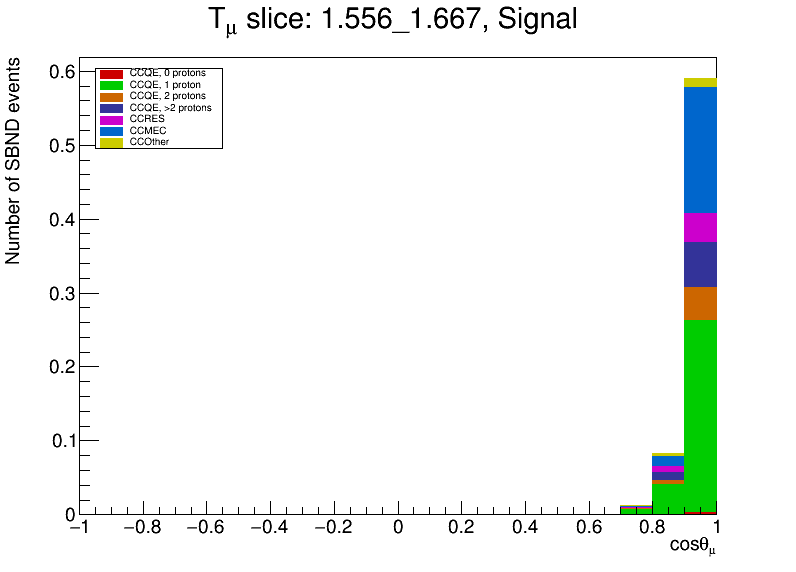 Tμ slice: 1.556_1.667, Signal
Number of SBND events
CCQE, 0 protons
CCQE, 1 proton
CCQE, 2 protons
CCQE, >2 protons
CCRES
CCMEC
CCOther
0.6
0.5
0.4
0.3
0.2
0.1
0
−1 −0.8 −0.6 −0.4 −0.2 0 0.2 0.4 0.6 0.8 1
cosθμ